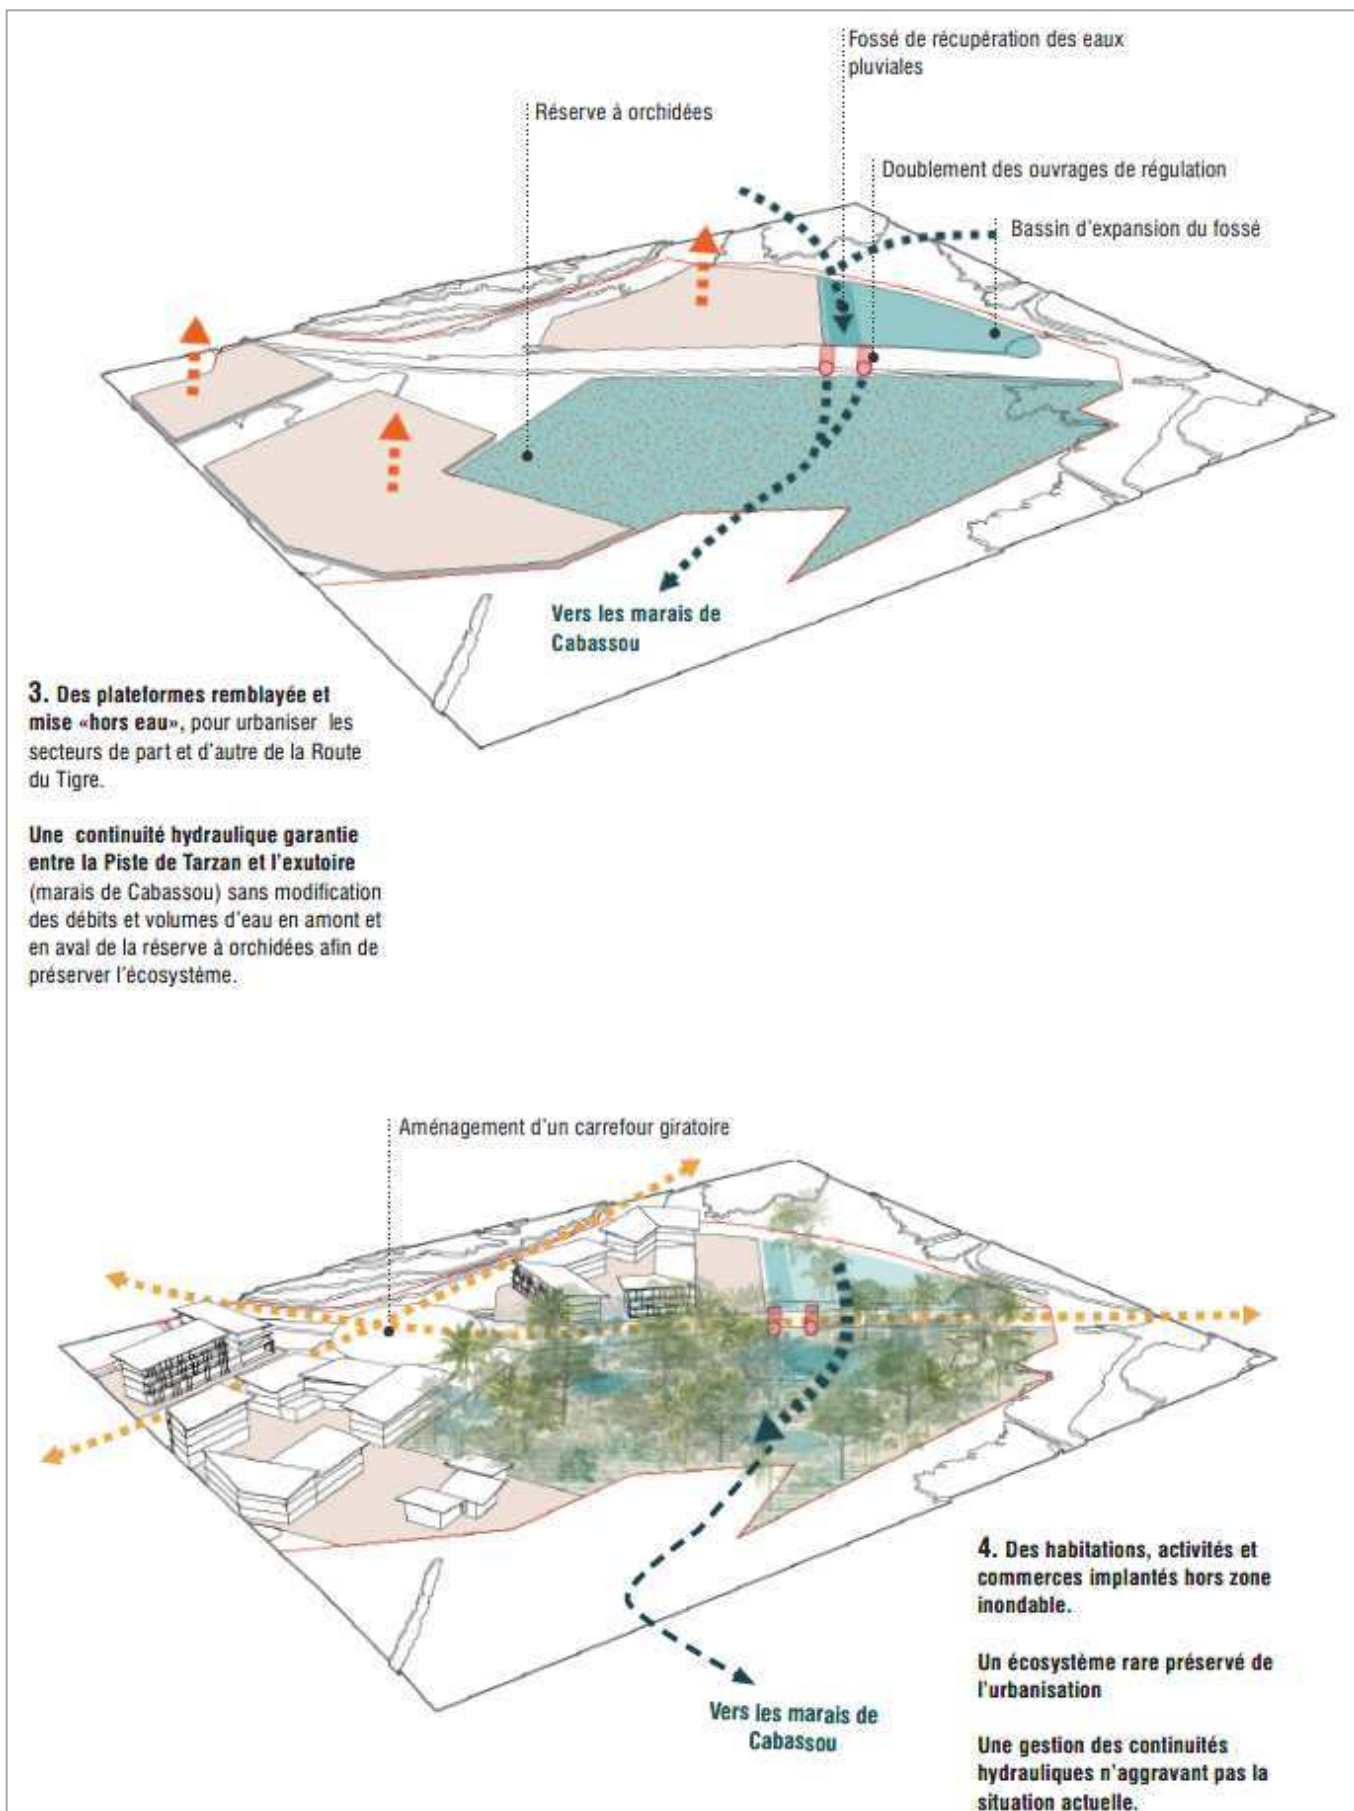 Fossé de récupération des eaux
pluviales
Réserve à orchidées
Doublement des ouvrages de régulation
Bassin d'expansion du fossé
Vers les marais de
Cabassou
3. Des plateformes remblayée et
mise «hors eau», pour urbaniser les
secteurs de part et d'autre de la Route
du Tigre.
Une continuité hydraulique garantie
entre la Piste de Tarzan et l'exutoire
(marais de Cabassou) sans modification
des débits et volumes d'eau en amont et
en aval de la réserve à orchidées afin de
préserver l'écosystème.
Aménagement d'un carrefour giratoire
4. Des habitations, activités et
commerces implantés hors zone
inondable.
Un écosystème rare préservé de
l'urbanisation
Vers les marais de
Cabassou
Une gestion des continuités
hydrauliques n'aggravant pas la
situation actuelle.